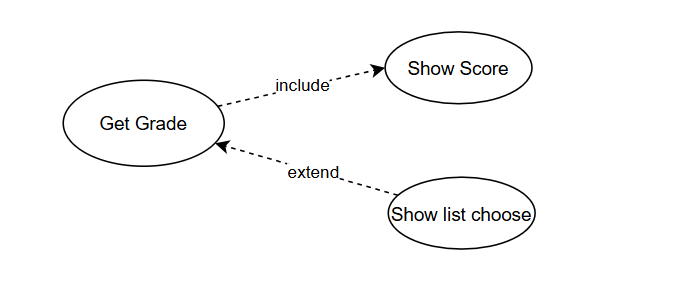 Show Score
include
Get Grade
extend
Show list choose